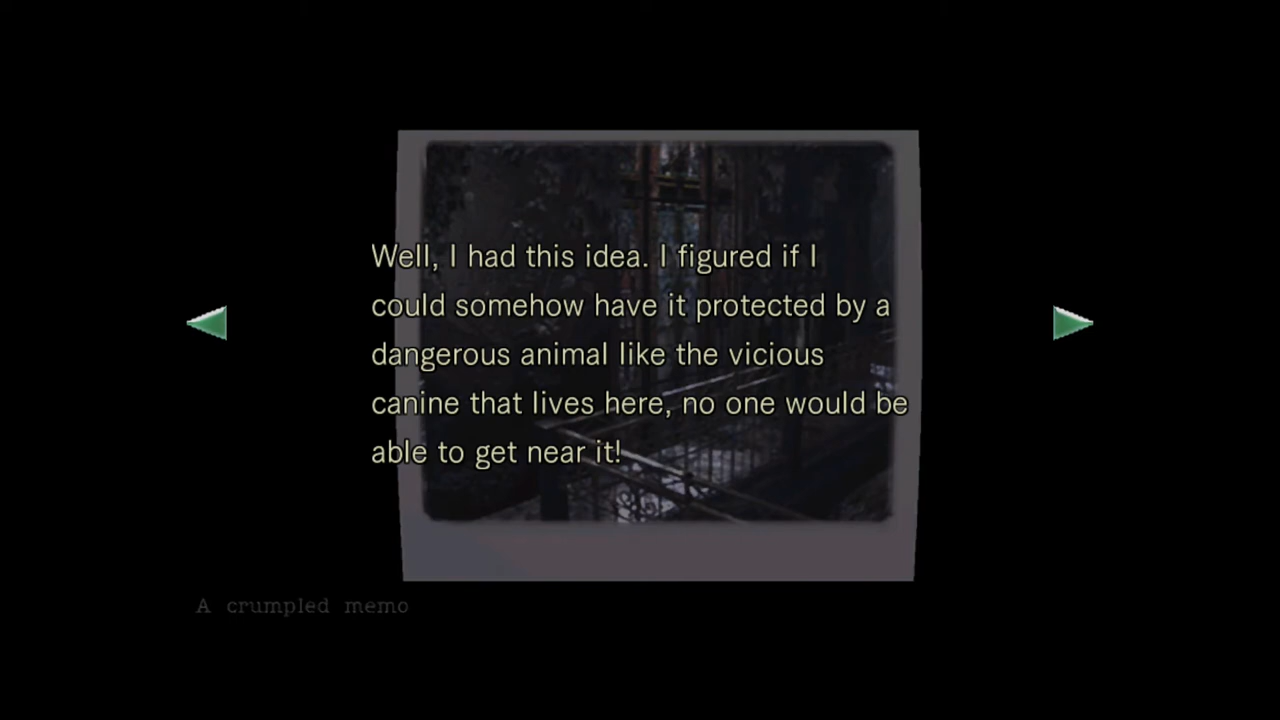 Well, I had this idea. I figured if I
could somehow have it protected by a
dangerous animal like the vicious
canine that lives here, no one would be
able to get near it!
A crumpled memo